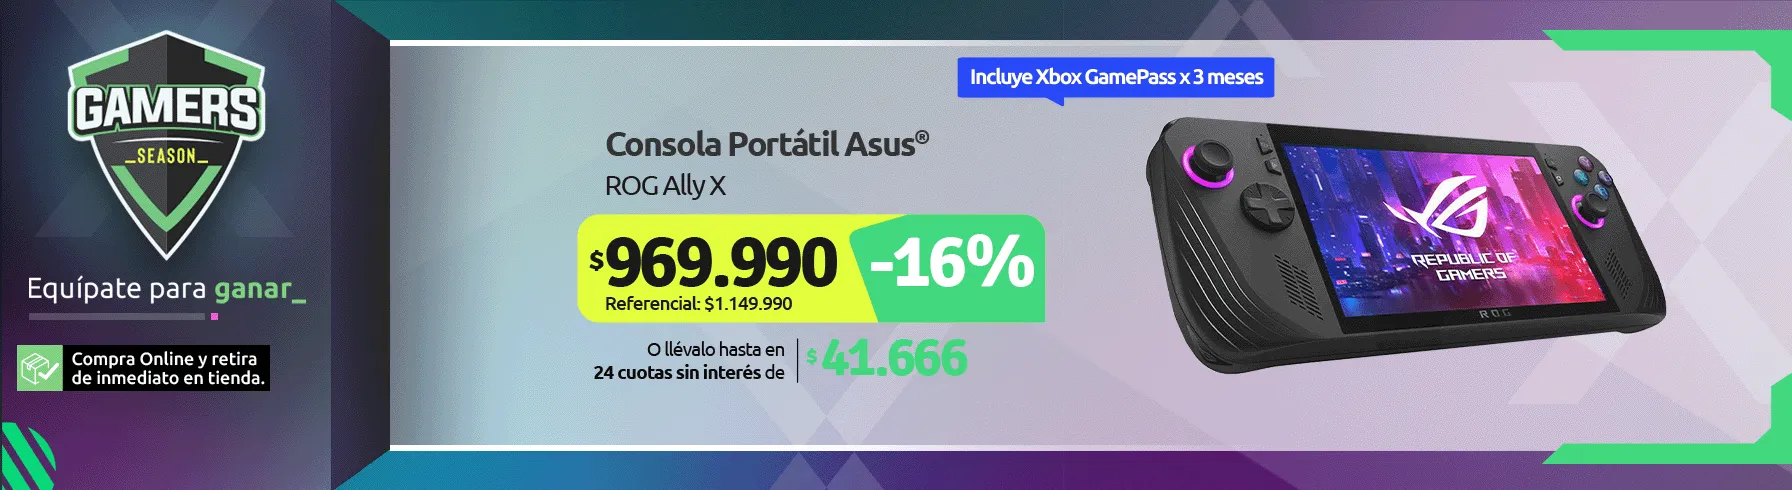 GAMERS
_SEASON_
Equípate para ganar_
Compra Online y retira
de inmediato en tienda.
Incluye Xbox GamePass x 3 meses
Consola Portátil Asus®
ROG Ally X
$969.990 -16%
Referencial: $1.149.990
O llévalo hasta en
24 cuotas sin interés de
$41.666
REPUBLIC OF
GAMERS
ROG